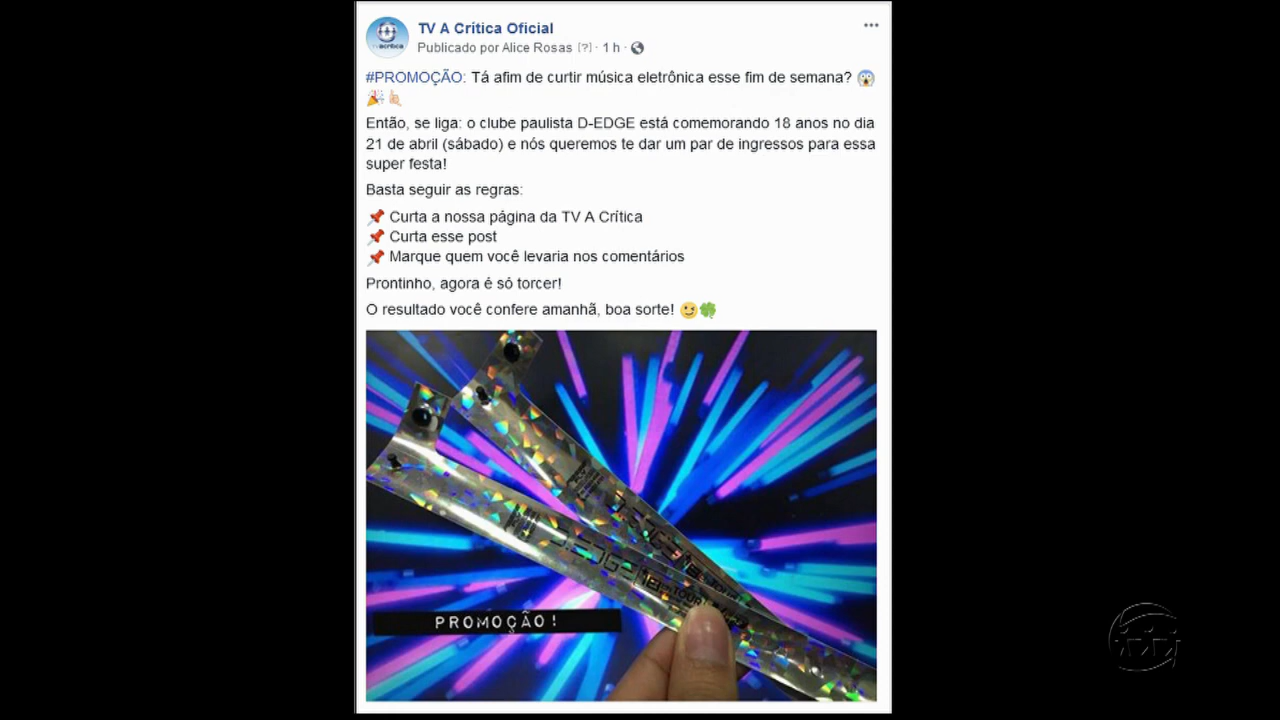 TV A Crítica Oficial
Publicado por Alice Rosas [?] · 1 h ·
#PROMOÇÃO: Tá afim de curtir música eletrônica esse fim de semana? 😱
🎉🤙🏻
Então, se liga: o clube paulista D-EDGE está comemorando 18 anos no dia
21 de abril (sábado) e nós queremos te dar um par de ingressos para essa
super festa!
Basta seguir as regras:
📌 Curta a nossa página da TV A Crítica
📌 Curta esse post
📌 Marque quem você levaria nos comentários
Prontinho, agora é só torcer!
O resultado você confere amanhã, boa sorte! 😉🍀
D.EDGE
TOUR
PROMOÇÃO!